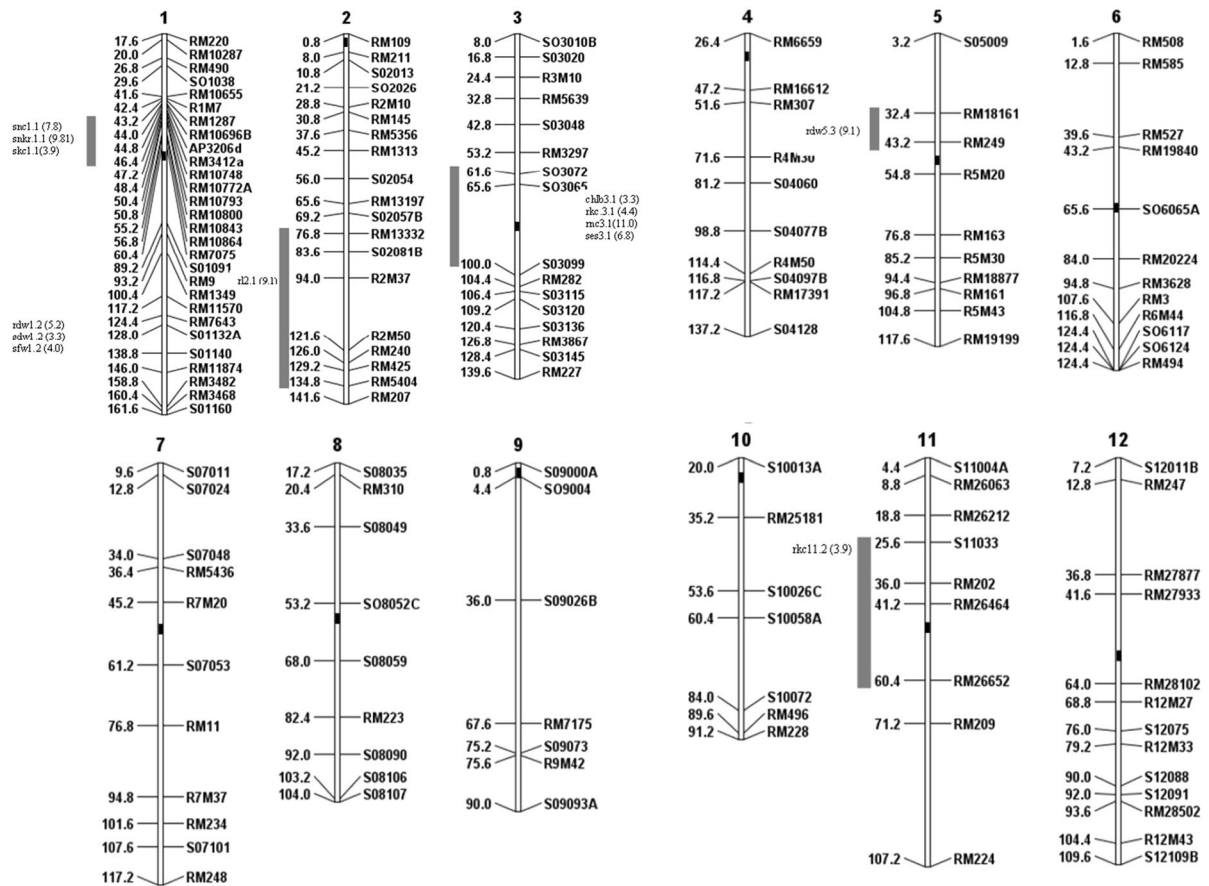 1
17.6 RM220
20.0 RM10287
26.8 RM490
29.6 SO1038
41.6 RM10655
42.4 R1M7
43.2 RM1287
44.0 RM10696B
44.8 AP3206d
46.4 RM3412a
47.2 RM10748
48.4 RM10772A
50.4 RM10793
50.8 RM10800
55.2 RM10843
56.8 RM10864
60.4 RM7075
89.2 S01091
93.2 RM9
100.4 RM1349
117.2 RM11570
124.4 RM7643
128.0 S01132A
138.8 S01140
146.0 RM11874
158.8 RM3482
160.4 RM3468
161.6 S01160
snc1.1 (7.8)
snkr.1.1 (9.81)
skc1.1(3.9)
rdw1.2 (5.2)
sdw1.2 (3.3)
sfw1.2 (4.0)
2
0.8 RM109
8.0 RM211
10.8 S02013
21.2 SO2026
28.8 R2M10
30.8 RM145
37.6 RM5356
45.2 RM1313
56.0 S02054
65.6 RM13197
69.2 S02057B
76.8 RM13332
83.6 S02081B
94.0 R2M37
121.6 R2M50
126.0 RM240
129.2 RM425
134.8 RM5404
141.6 RM207
rl2.1 (9.1)
3
8.0 SO3010B
16.8 S03020
24.4 R3M10
32.8 RM5639
42.8 S03048
53.2 RM3297
61.6 SO3072
65.6 SO3065
100.0 S03099
104.4 RM282
106.4 S03115
109.2 S03120
120.4 S03136
126.8 RM3867
128.4 S03145
139.6 RM227
chlb3.1 (3.3)
rkc.3.1 (4.4)
rnc3.1(11.0)
ses3.1 (6.8)
4
26.4 RM6659
47.2 RM16612
51.6 RM307
71.6 R4M30
81.2 S04060
98.8 S04077B
114.4 R4M50
116.8 S04097B
117.2 RM17391
137.2 S04128
5
3.2 S05009
32.4 RM18161
43.2 RM249
54.8 R5M20
76.8 RM163
85.2 R5M30
94.4 RM18877
96.8 RM161
104.8 R5M43
117.6 RM19199
rdw5.3 (9.1)
6
1.6 RM508
12.8 RM585
39.6 RM527
43.2 RM19840
65.6 SO6065A
84.0 RM20224
94.8 RM3628
107.6 RM3
116.8 R6M44
124.4 SO6117
124.4 SO6124
124.4 RM494
7
9.6 S07011
12.8 S07024
34.0 S07048
36.4 RM5436
45.2 R7M20
61.2 S07053
76.8 RM11
94.8 R7M37
101.6 RM234
107.6 S07101
117.2 RM248
8
17.2 S08035
20.4 RM310
33.6 S08049
53.2 SO8052C
68.0 S08059
82.4 RM223
92.0 S08090
103.2 S08106
104.0 S08107
9
0.8 S09000A
4.4 SO9004
36.0 S09026B
67.6 RM7175
75.2 S09073
75.6 R9M42
90.0 S09093A
10
20.0 S10013A
35.2 RM25181
53.6 S10026C
60.4 S10058A
84.0 S10072
89.6 RM496
91.2 RM228
11
4.4 S11004A
8.8 RM26063
18.8 RM26212
25.6 S11033
36.0 RM202
41.2 RM26464
60.4 RM26652
71.2 RM209
107.2 RM224
rkc11.2 (3.9)
12
7.2 S12011B
12.8 RM247
36.8 RM27877
41.6 RM27933
64.0 RM28102
68.8 R12M27
76.0 S12075
79.2 R12M33
90.0 S12088
92.0 S12091
93.6 RM28502
104.4 R12M43
109.6 S12109B